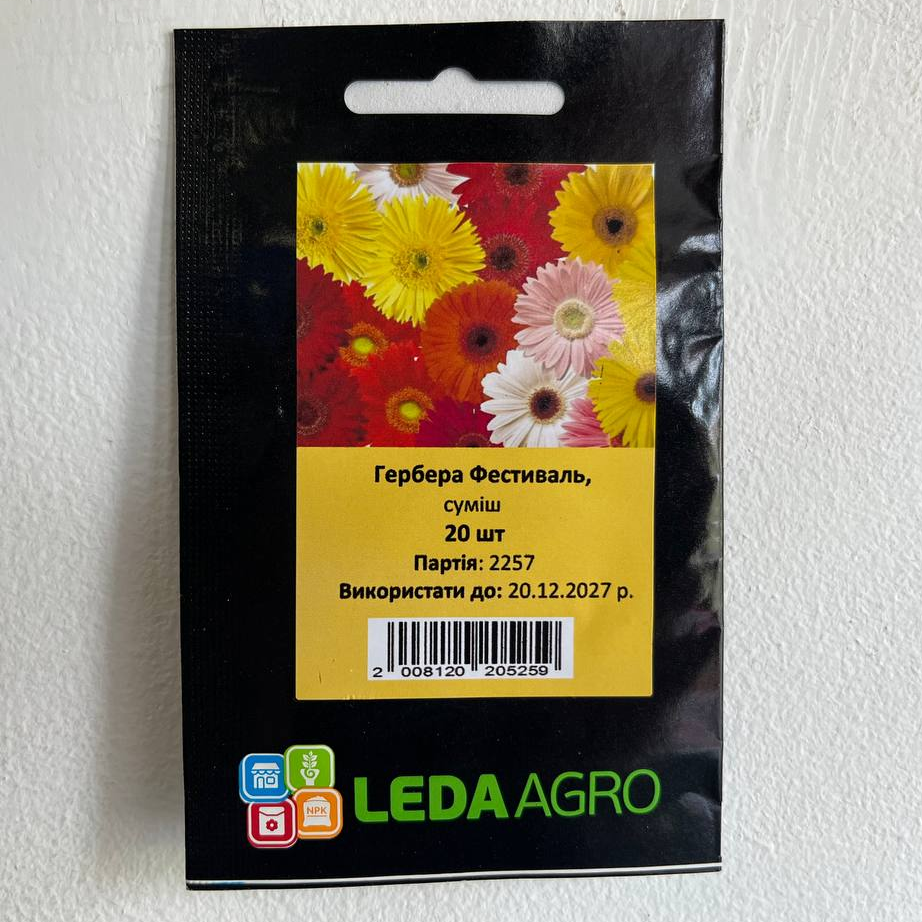 Гербера Фестиваль,
суміш
20 шт
Партія: 2257
Використати до: 20.12.2027 р.
2 008120 205259
NPK
LEDA AGRO